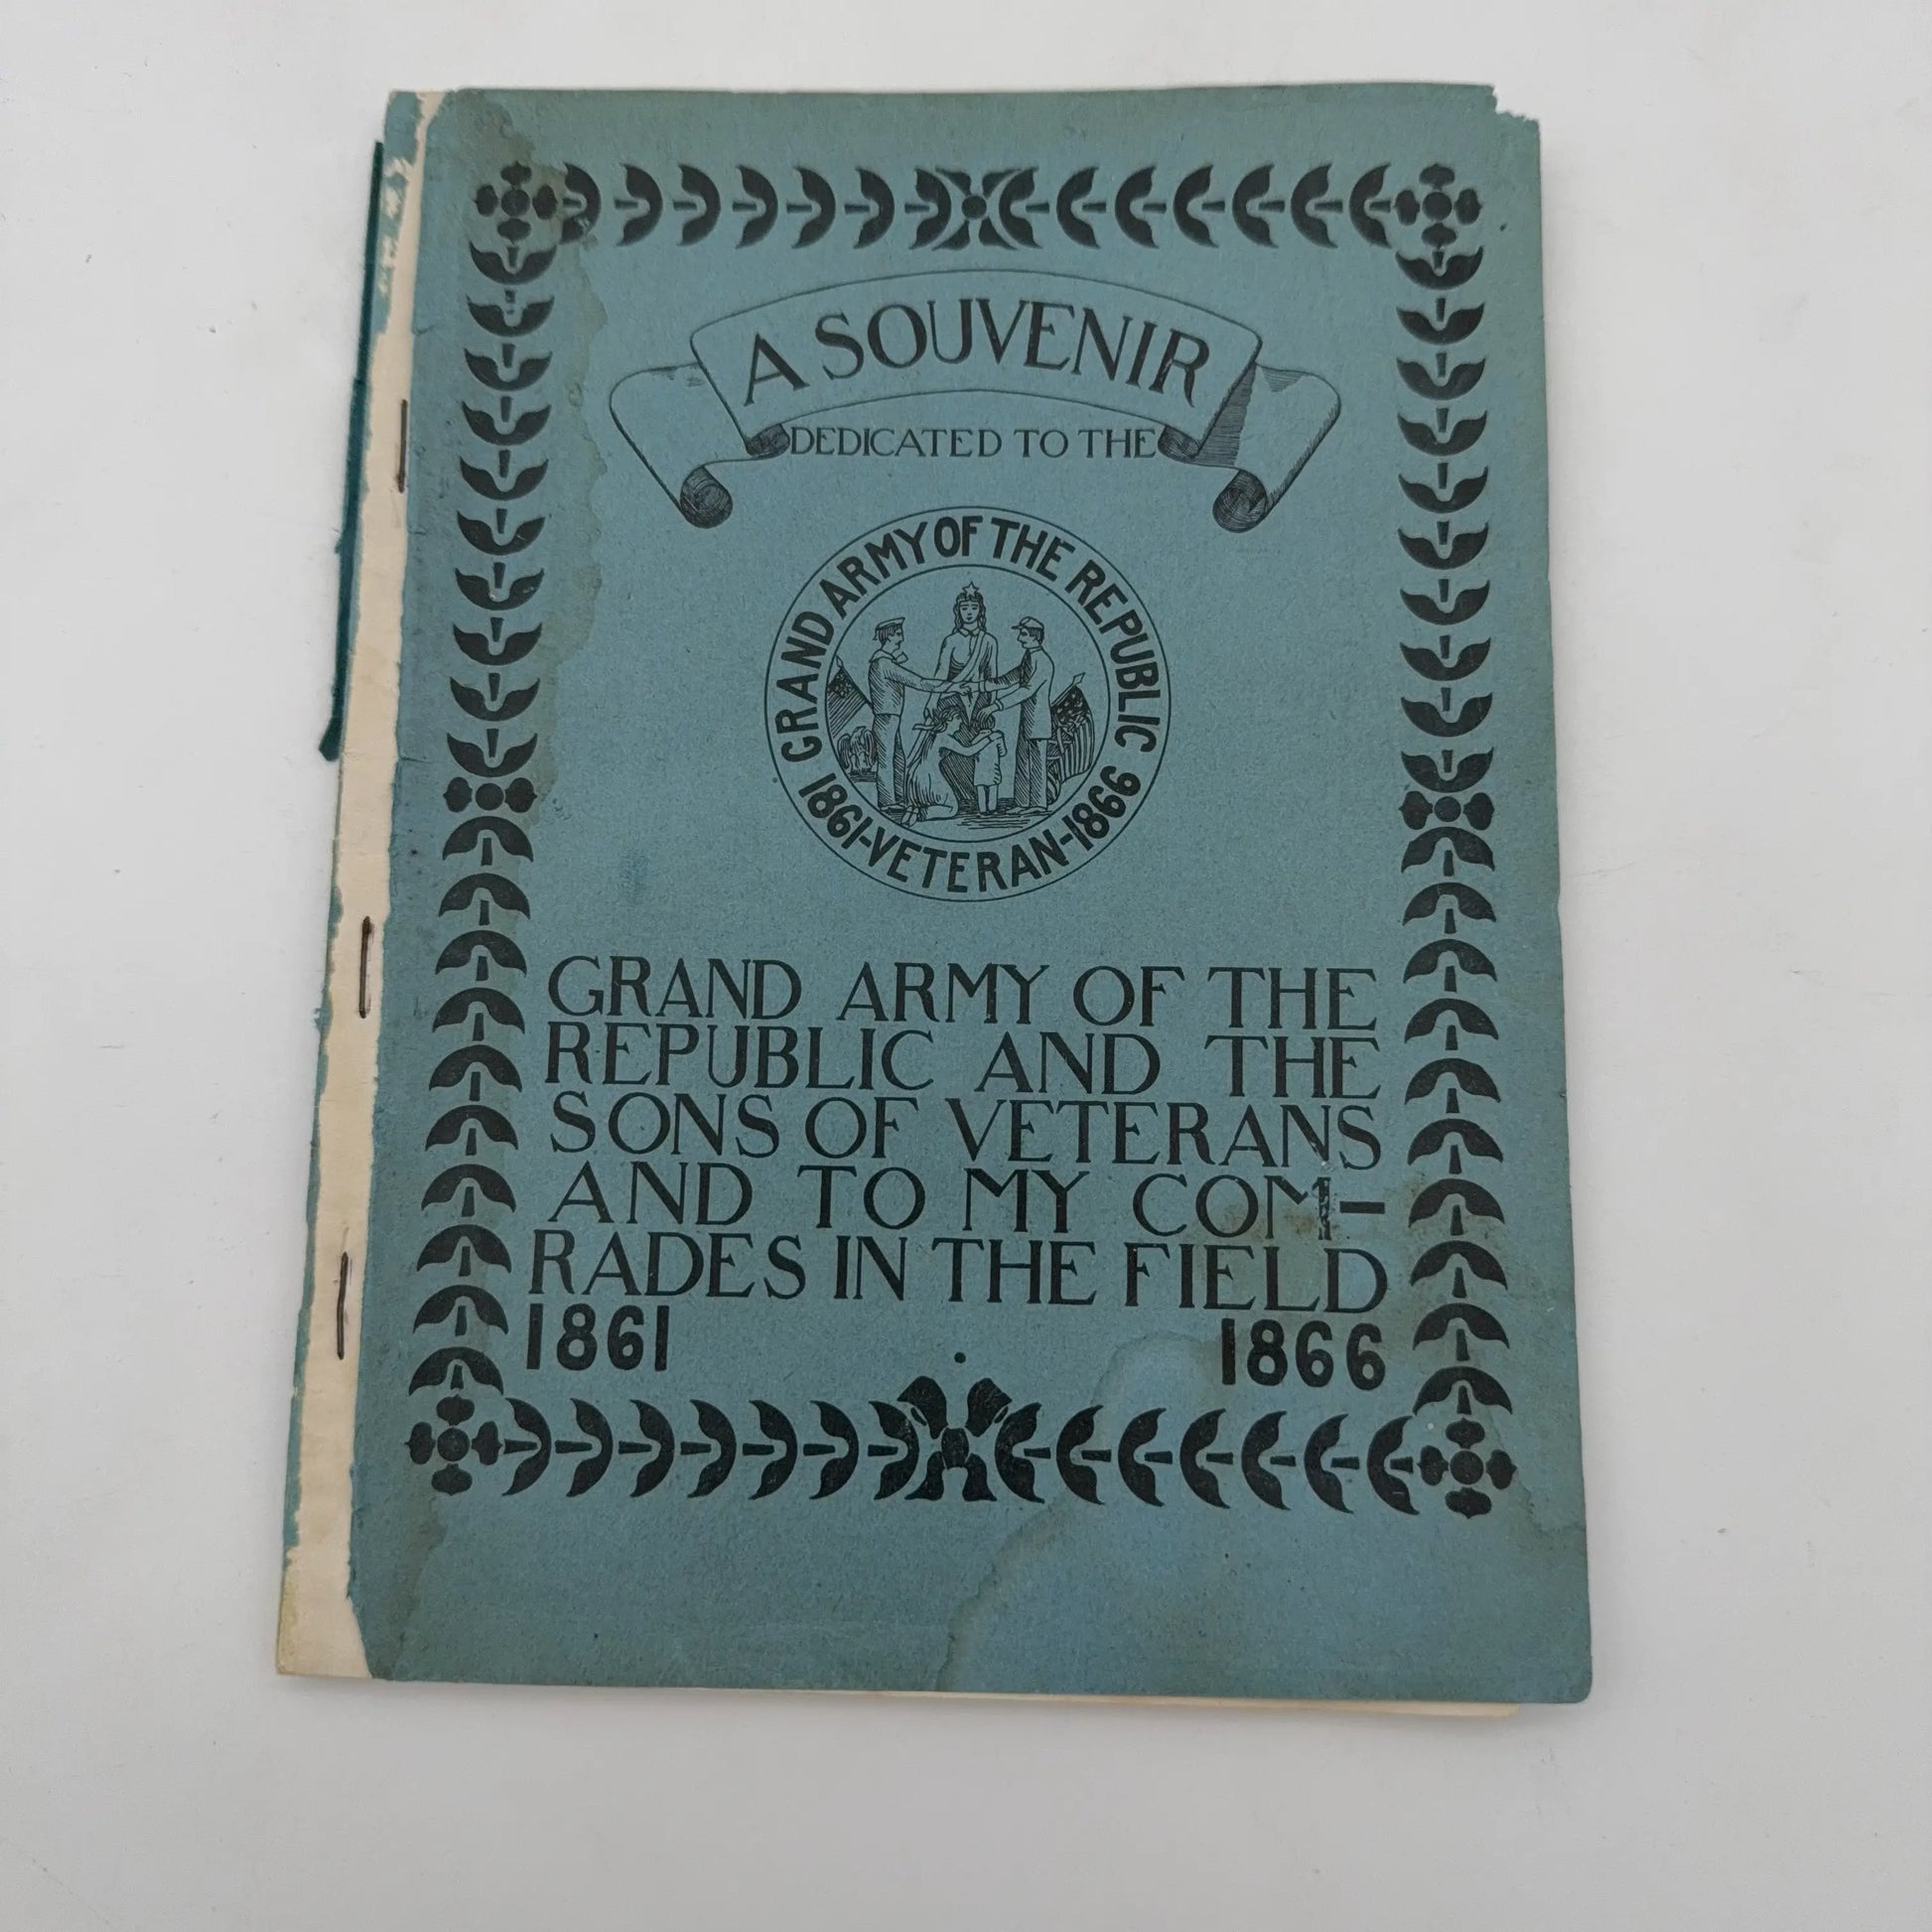 A SOUVENIR
DEDICATED TO THE
GRAND ARMY OF THE REPUBLIC
1861-VETERAN-1866
GRAND ARMY OF THE
REPUBLIC AND THE
SONS OF VETERANS
AND TO MY COM-
RADES IN THE FIELD
1861 1866